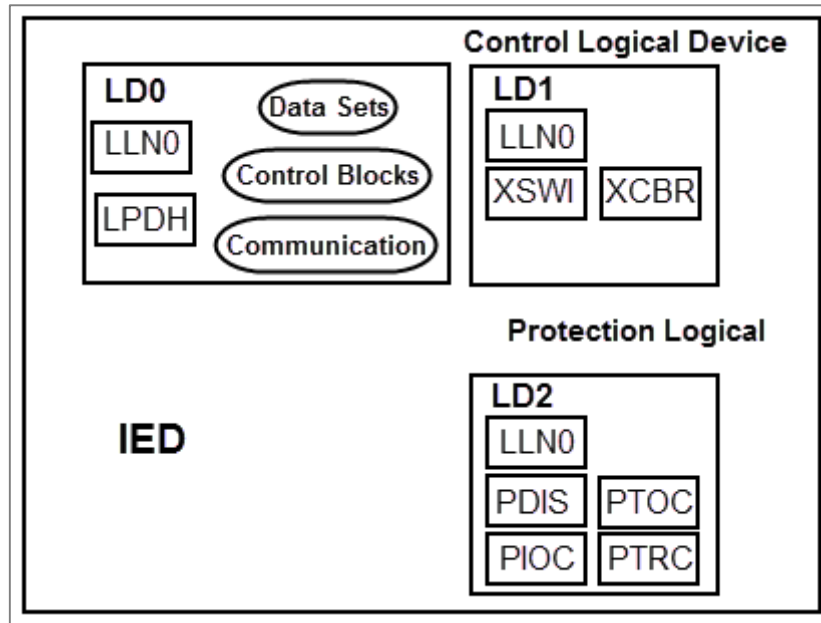 Control Logical Device
LD0
Data Sets
LLN0
Control Blocks
LPDH
Communication
LD1
LLN0
XSWI XCBR
Protection Logical
IED
LD2
LLN0
PDIS PTOC
PIOC PTRC